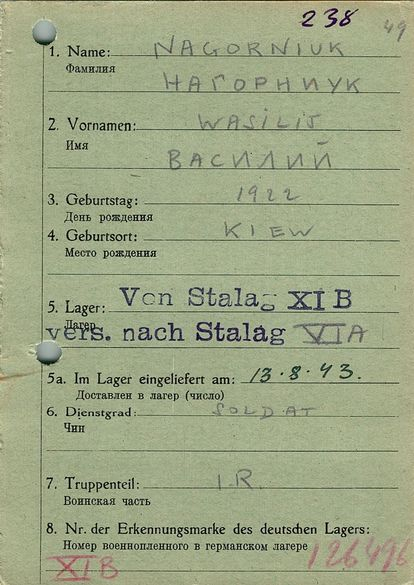 238 49
1. Name: NAGORNIUK
Фамилия
НАГОРНИУК
2. Vornamen: WASILIJ
Имя
ВАСИЛИЙ
3. Geburtstag: 1922
День рождения
4. Geburtsort: KIEW
Место рождения
5. Lager: Von Stalag XI B
Лагерь
vers. nach Stalag VI A
5a. Im Lager eingeliefert am: 13.8.43.
Доставлен в лагерь (число)
6. Dienstgrad: SOLDAT
Чин
7. Truppenteil: I.R.
Воинская часть
8. Nr. der Erkennungsmarke des deutschen Lagers:
Номер военнопленного в германском лагере 126496
XIB